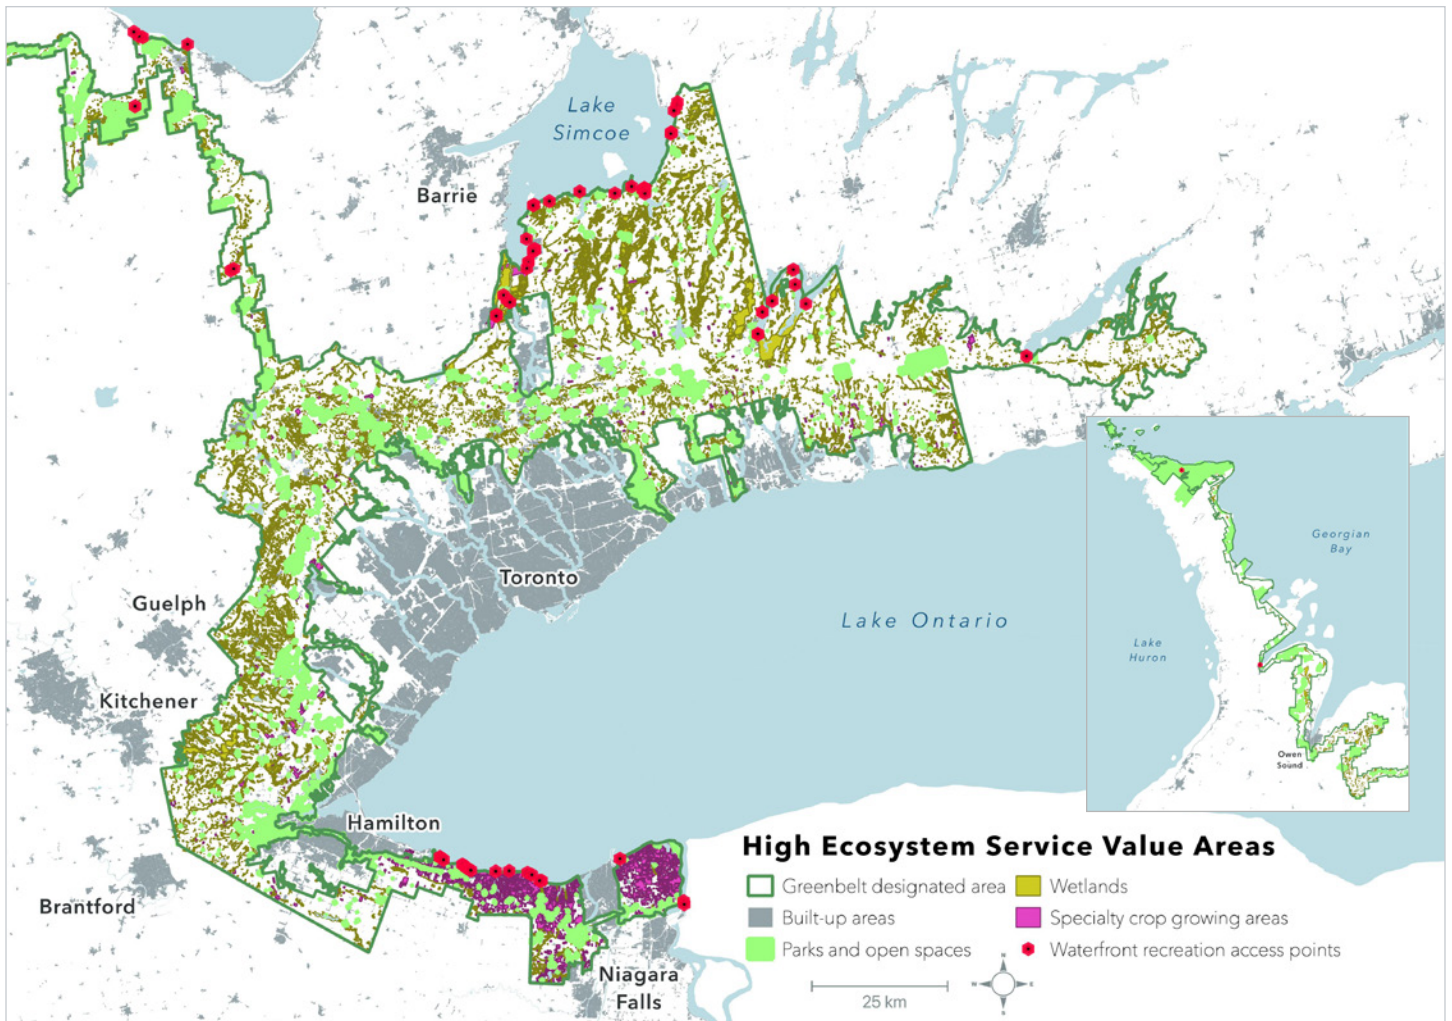 Lake
Simcoe
Barrie
Toronto
Guelph
Kitchener
Lake Ontario
Hamilton
Brantford
Niagara
Falls
Georgian
Bay
Lake
Huron
Owen
Sound
High Ecosystem Service Value Areas
Greenbelt designated area
Wetlands
Built-up areas
Specialty crop growing areas
Parks and open spaces
Waterfront recreation access points
25 km
N
W
E
S